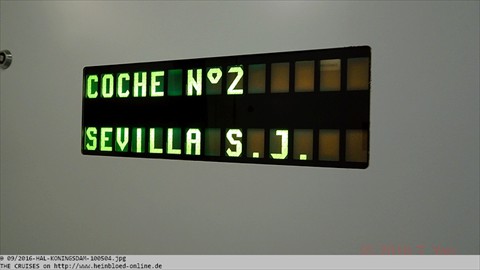 COCHE Nº2
SEVILLA S.J.
© 09/2016-HAL-KONINGSDAM-100504.jpg
THE CRUISES on http://www.heinbloed-online.de